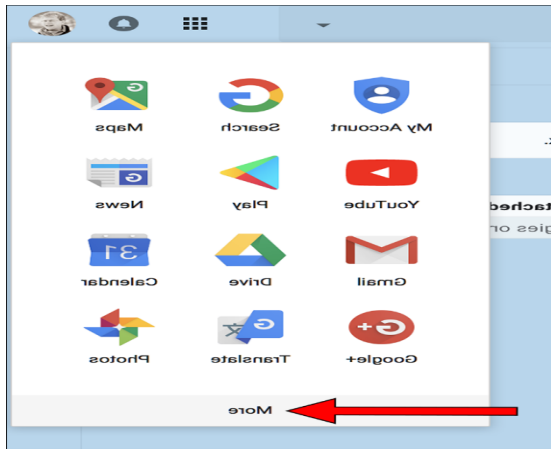 My Account Search Maps
YouTube Play News
31
Gmail Drive Calendar
G+
Google+ Translate Photos
More